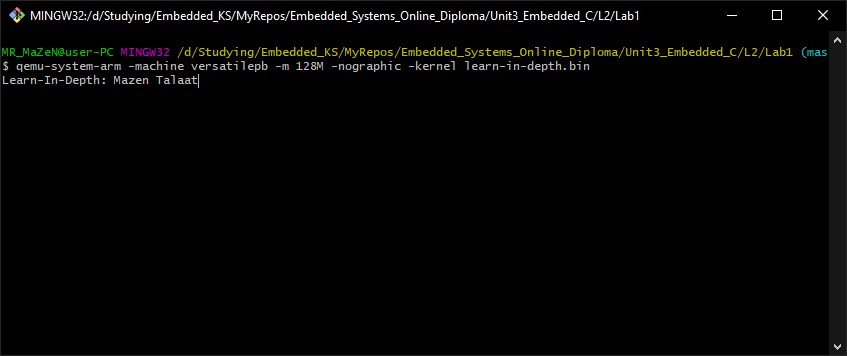 MINGW32:/d/Studying/Embedded_KS/MyRepos/Embedded_Systems_Online_Diploma/Unit3_Embedded_C/L2/Lab1
MR_MaZeN@user-PC MINGW32 /d/Studying/Embedded_KS/MyRepos/Embedded_Systems_Online_Diploma/Unit3_Embedded_C/L2/Lab1 (mas
$ qemu-system-arm -machine versatilepb -m 128M -nographic -kernel learn-in-depth.bin
Learn-In-Depth: Mazen Talaat